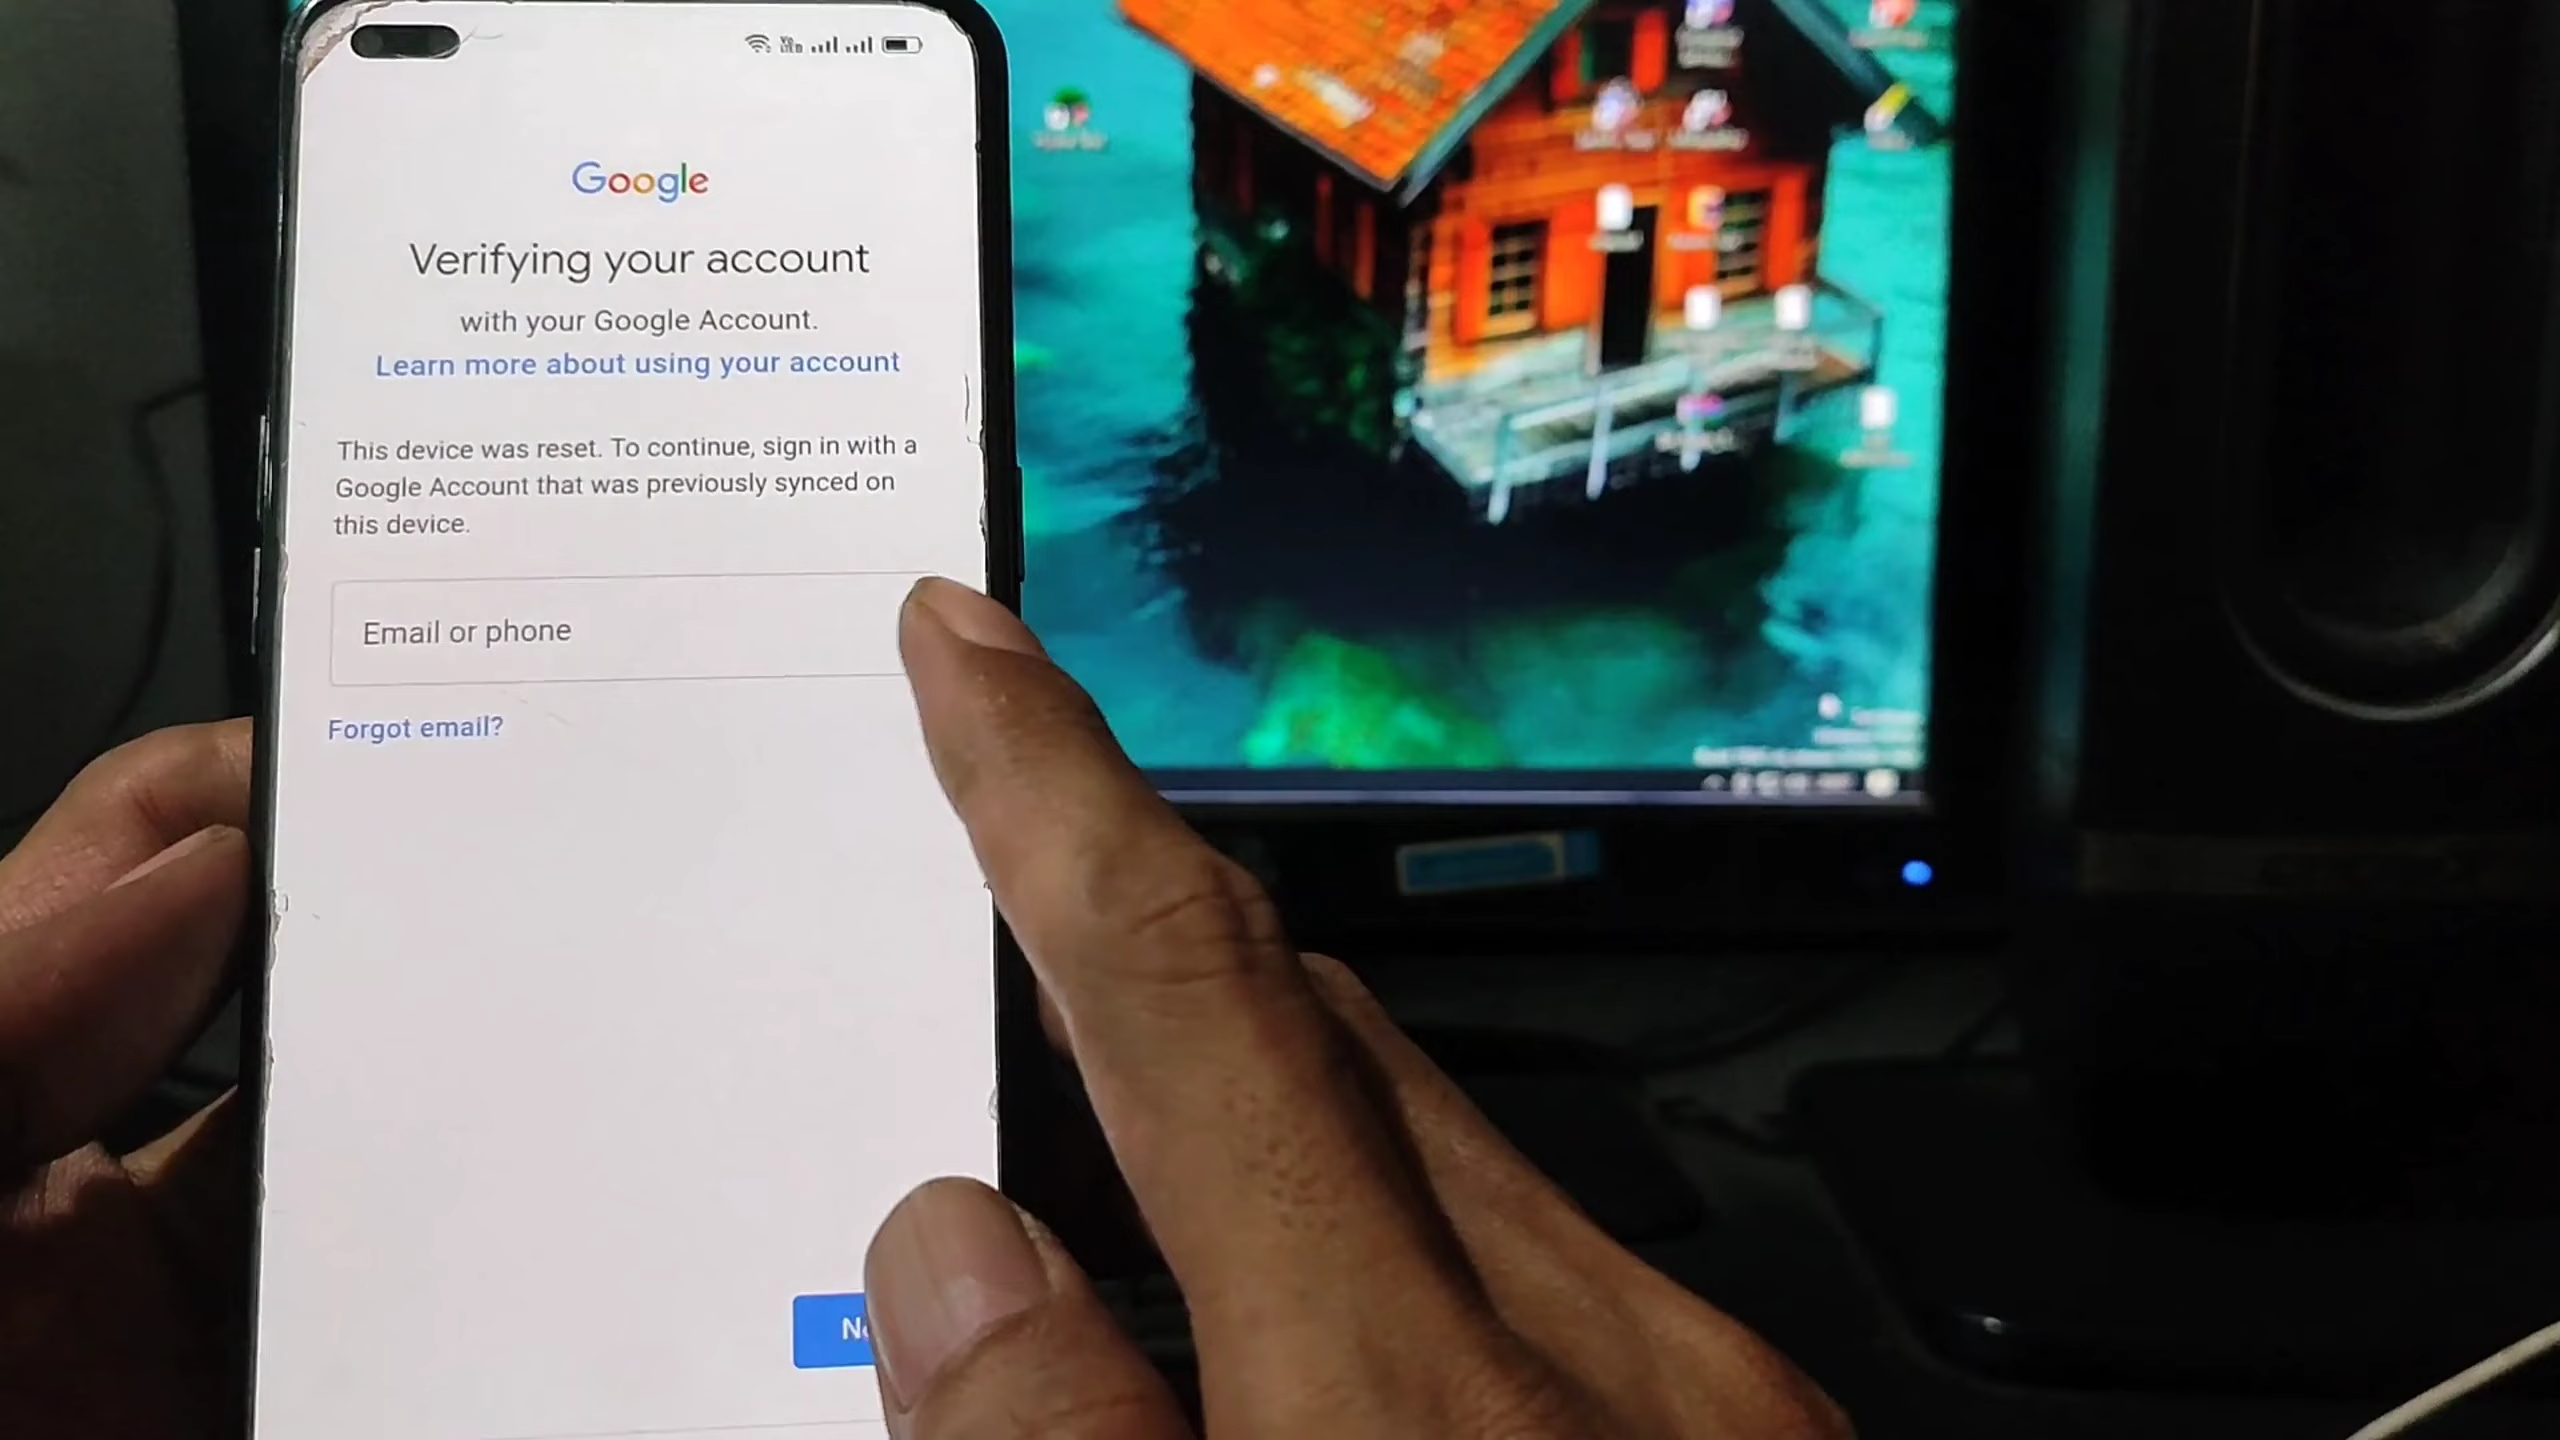 Google
Verifying your account
with your Google Account.
Learn more about using your account
This device was reset. To continue, sign in with a
Google Account that was previously synced on
this device.
Email or phone
Forgot email?